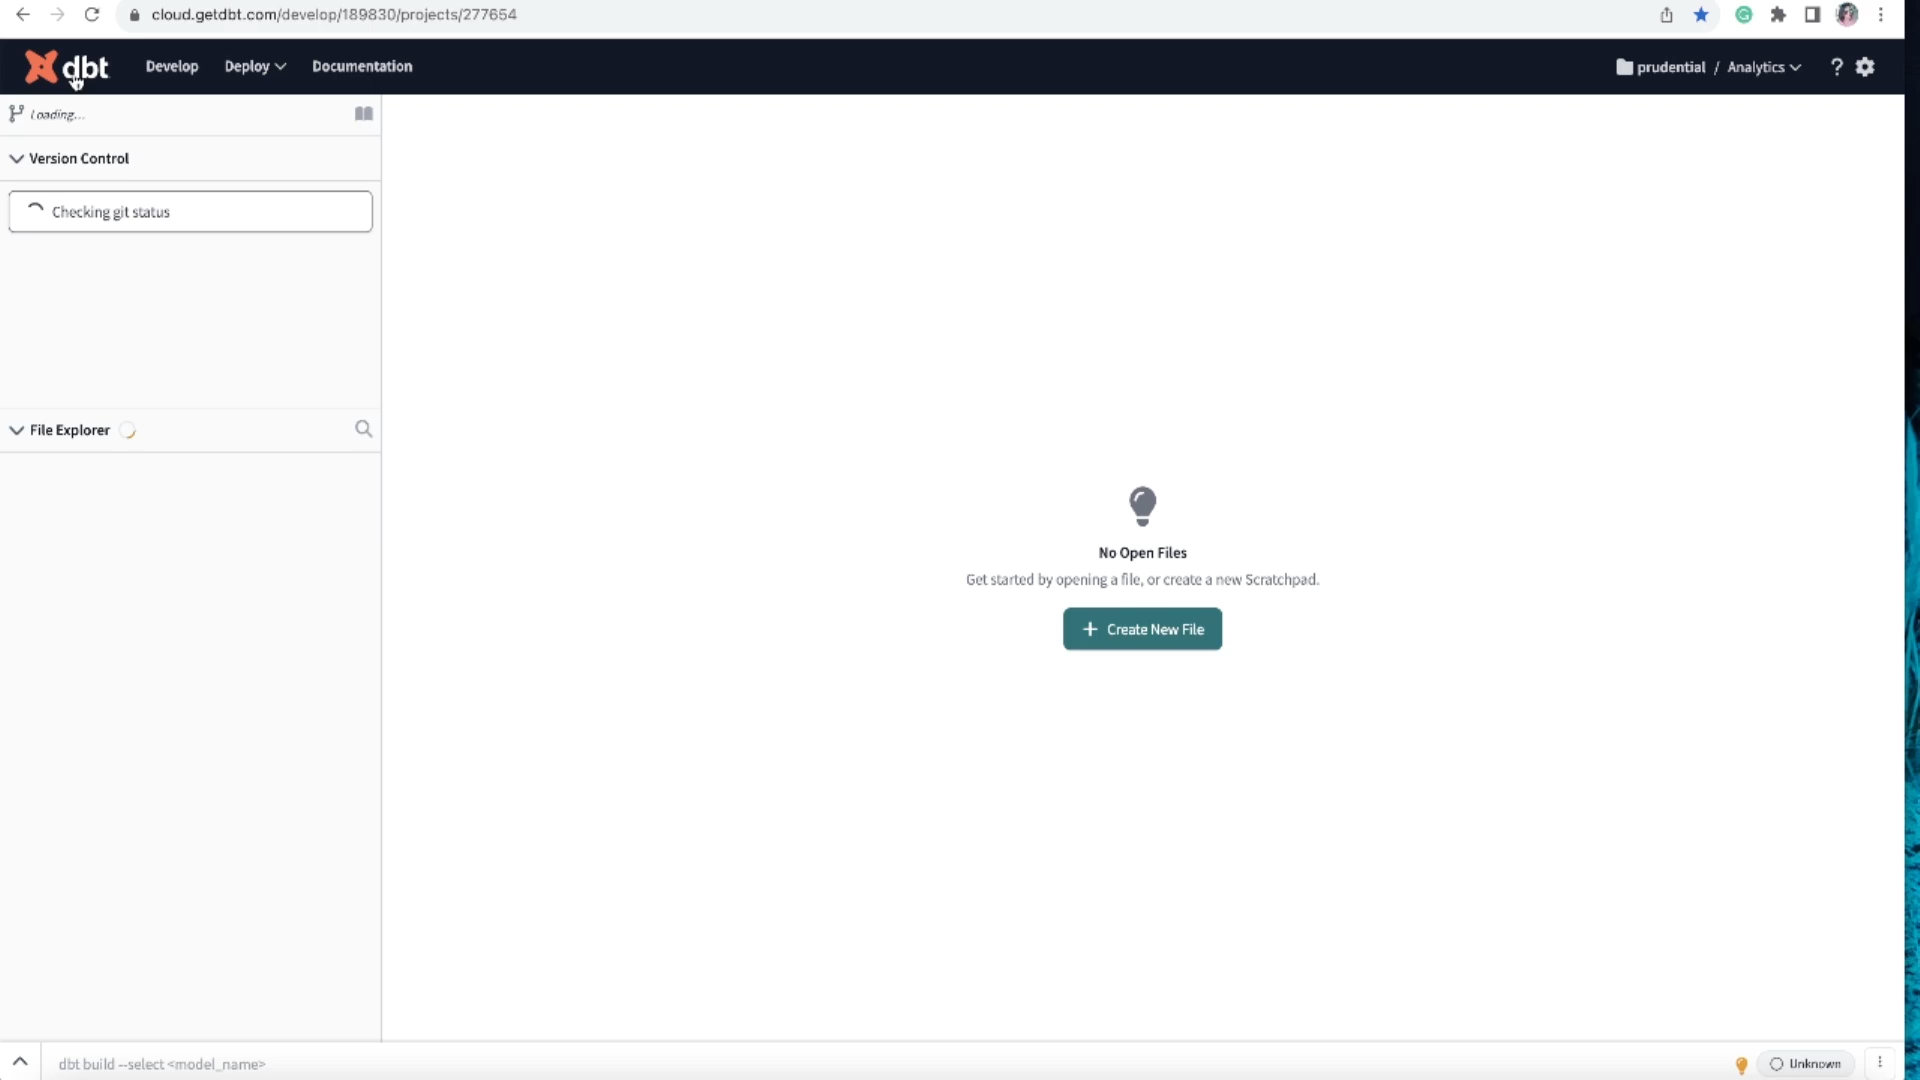 cloud.getdbt.com/develop/189830/projects/277654
dbt Develop Deploy Documentation prudential / Analytics ?
Loading...
Version Control
Checking git status
File Explorer
No Open Files
Get started by opening a file, or create a new Scratchpad.
+ Create New File
dbt build --select <model_name> Unknown